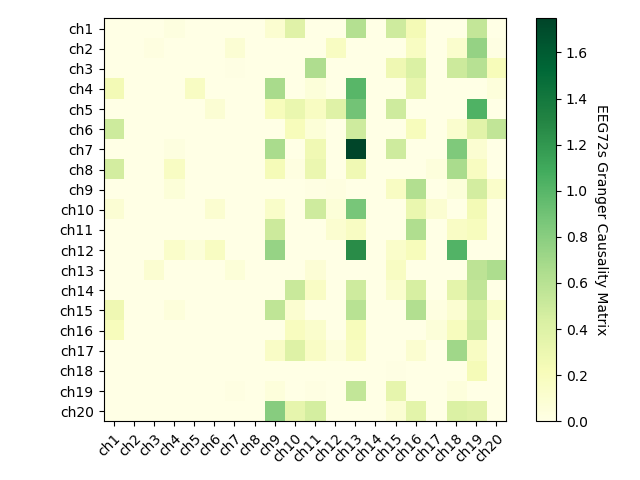 ch1
ch2
ch3
ch4
ch5
ch6
ch7
ch8
ch9
ch10
ch11
ch12
ch13
ch14
ch15
ch16
ch17
ch18
ch19
ch20
ch1 ch2 ch3 ch4 ch5 ch6 ch7 ch8 ch9 ch10 ch11 ch12 ch13 ch14 ch15 ch16 ch17 ch18 ch19 ch20
1.6
1.4
1.2
1.0
0.8
0.6
0.4
0.2
0.0
EEG72s Granger Causality Matrix